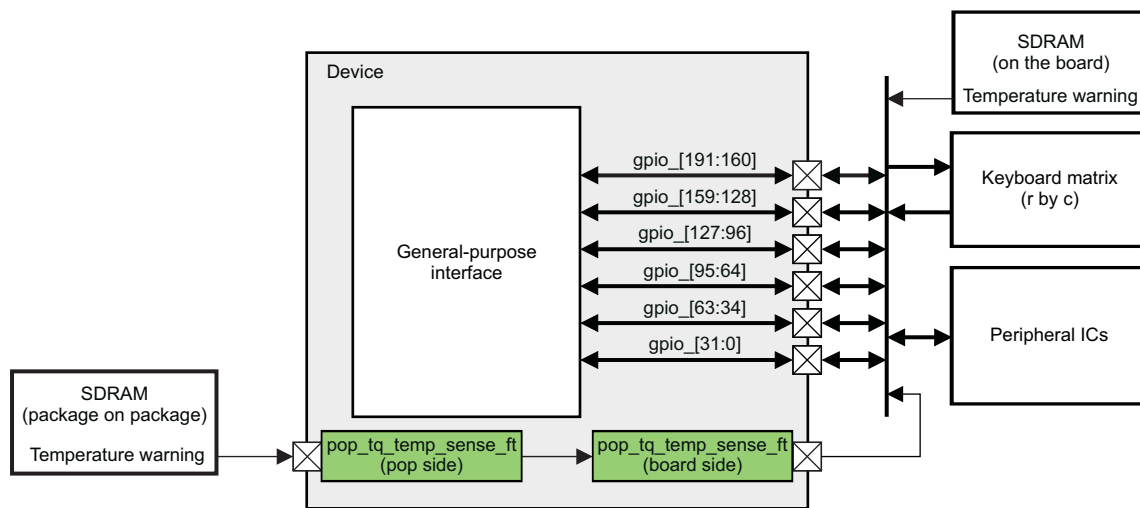 SDRAM
(on the board)
Temperature warning
Device
gpio_[191:160]
gpio_[159:128]
gpio_[127:96]
gpio_[95:64]
gpio_[63:34]
gpio_[31:0]
General-purpose
interface
Keyboard matrix
(r by c)
Peripheral ICs
SDRAM
(package on package)
Temperature warning
pop_tq_temp_sense_ft
(pop side)
pop_tq_temp_sense_ft
(board side)